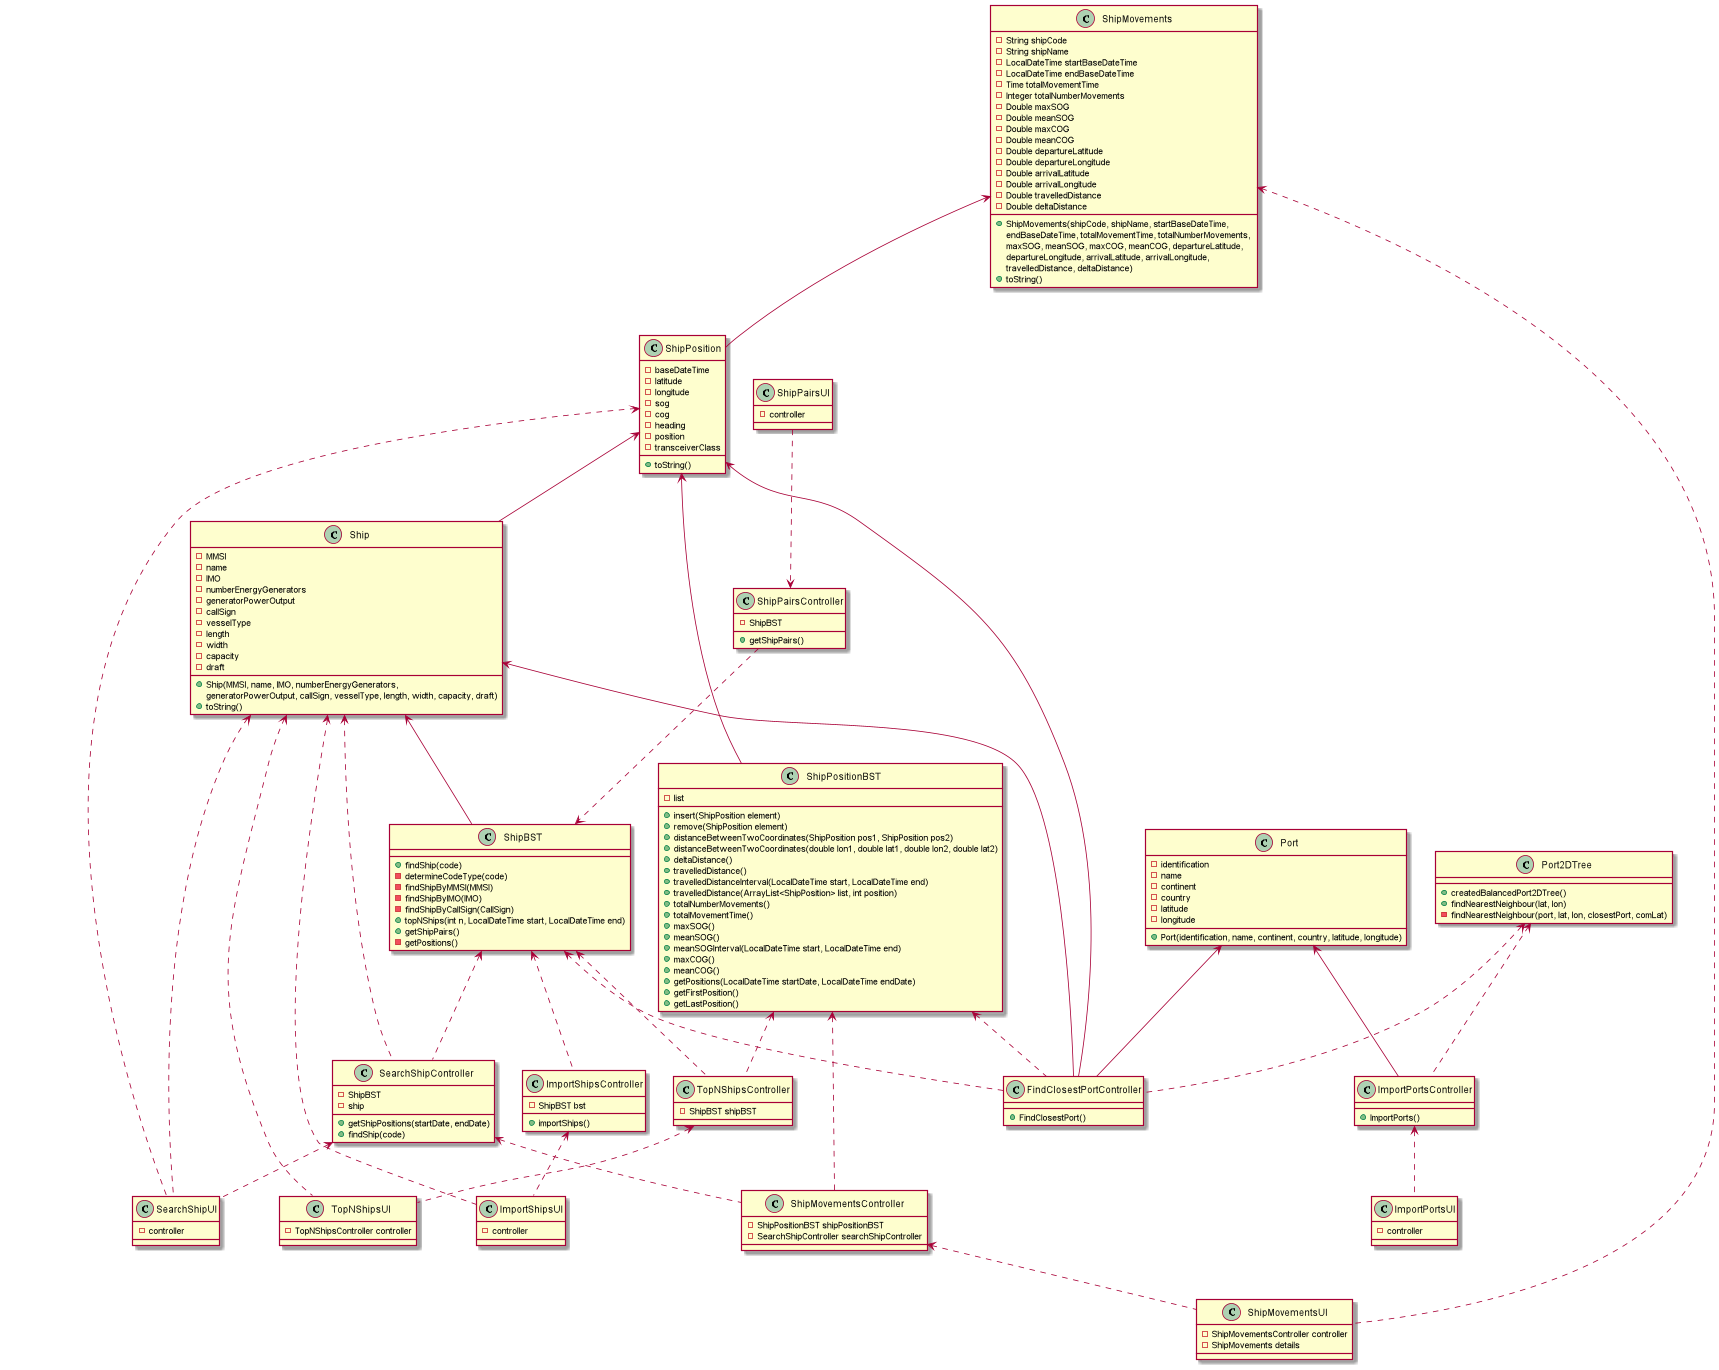 C ShipMovements
String shipCode
String shipName
LocalDateTime startBaseDateTime
LocalDateTime endBaseDateTime
Time totalMovementTime
Integer totalNumberMovements
Double maxSOG
Double meanSOG
Double maxCOG
Double meanCOG
Double departureLatitude
Double departureLongitude
Double arrivalLatitude
Double arrivalLongitude
Double travelledDistance
Double deltaDistance
ShipMovements(shipCode, shipName, startBaseDateTime,
endBaseDateTime, totalMovementTime, totalNumberMovements,
maxSOG, meanSOG, maxCOG, meanCOG, departureLatitude,
departureLongitude, arrivalLatitude, arrivalLongitude,
travelledDistance, deltaDistance)
toString()
C ShipPosition
baseDateTime
latitude
longitude
sog
cog
heading
position
transceiverClass
toString()
C ShipPairsUI
controller
C Ship
MMSI
name
IMO
numberEnergyGenerators
generatorPowerOutput
callSign
vesselType
length
width
capacity
draft
Ship(MMSI, name, IMO, numberEnergyGenerators,
generatorPowerOutput, callSign, vesselType, length, width, capacity, draft)
toString()
C ShipPairsController
ShipBST
getShipPairs()
C ShipBST
findShip(code)
determineCodeType(code)
findShipByMMSI(MMSI)
findShipByIMO(IMO)
findShipByCallSign(CallSign)
topNShips(int n, LocalDateTime start, LocalDateTime end)
getShipPairs()
getPositions()
C ShipPositionBST
list
insert(ShipPosition element)
remove(ShipPosition element)
distanceBetweenTwoCoordinates(ShipPosition pos1, ShipPosition pos2)
distanceBetweenTwoCoordinates(double lon1, double lat1, double lon2, double lat2)
deltaDistance()
travelledDistance()
travelledDistanceInterval(LocalDateTime start, LocalDateTime end)
travelledDistance(ArrayList<ShipPosition> list, int position)
totalNumberMovements()
totalMovementTime()
maxSOG()
meanSOG()
meanSOGInterval(LocalDateTime start, LocalDateTime end)
maxCOG()
meanCOG()
getPositions(LocalDateTime startDate, LocalDateTime endDate)
getFirstPosition()
getLastPosition()
C Port
identification
name
continent
country
latitude
longitude
Port(identification, name, continent, country, latitude, longitude)
C Port2DTree
createdBalancedPort2DTree()
findNearestNeighbour(lat, lon)
findNearestNeighbour(port, lat, lon, closestPort, comLat)
C SearchShipController
ShipBST
ship
getShipPositions(startDate, endDate)
findShip(code)
C ImportShipsController
ShipBST bst
importShips()
C TopNShipsController
ShipBST shipBST
C FindClosestPortController
FindClosestPort()
C ImportPortsController
ImportPorts()
C SearchShipUI
controller
C TopNShipsUI
TopNShipsController controller
C ImportShipsUI
controller
C ShipMovementsController
ShipPositionBST shipPositionBST
SearchShipController searchShipController
C ImportPortsUI
controller
C ShipMovementsUI
ShipMovementsController controller
ShipMovements details